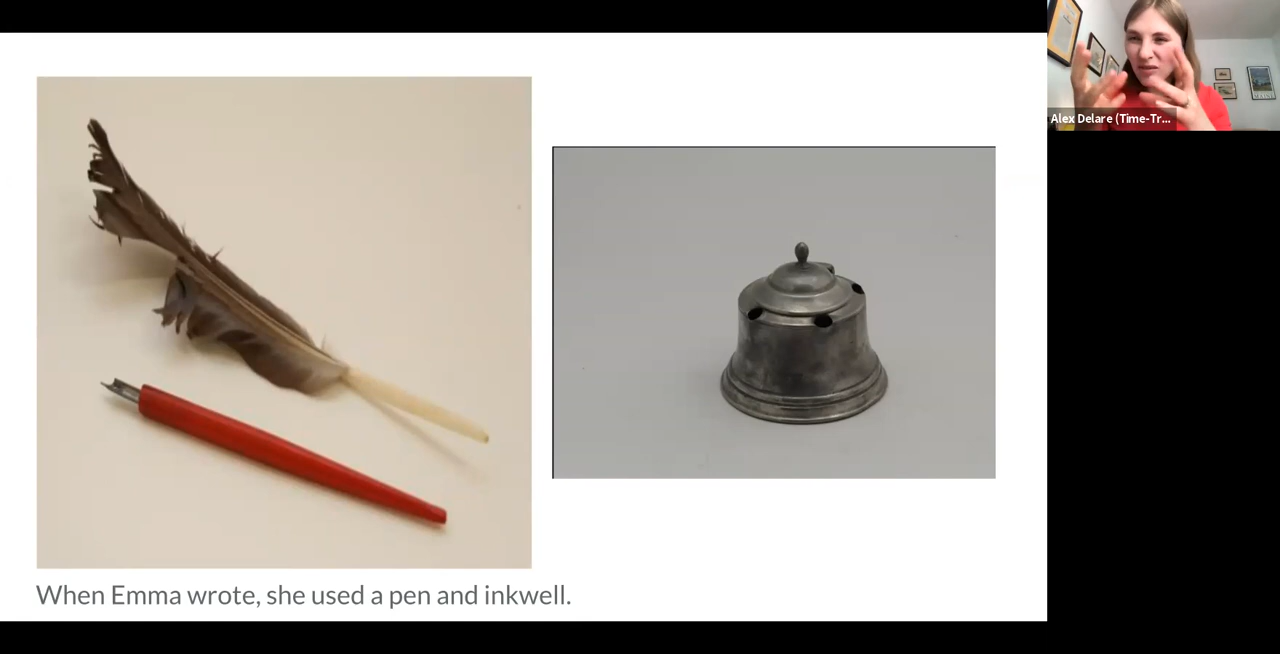 Alex Delare (Time-Tr...
When Emma wrote, she used a pen and inkwell.